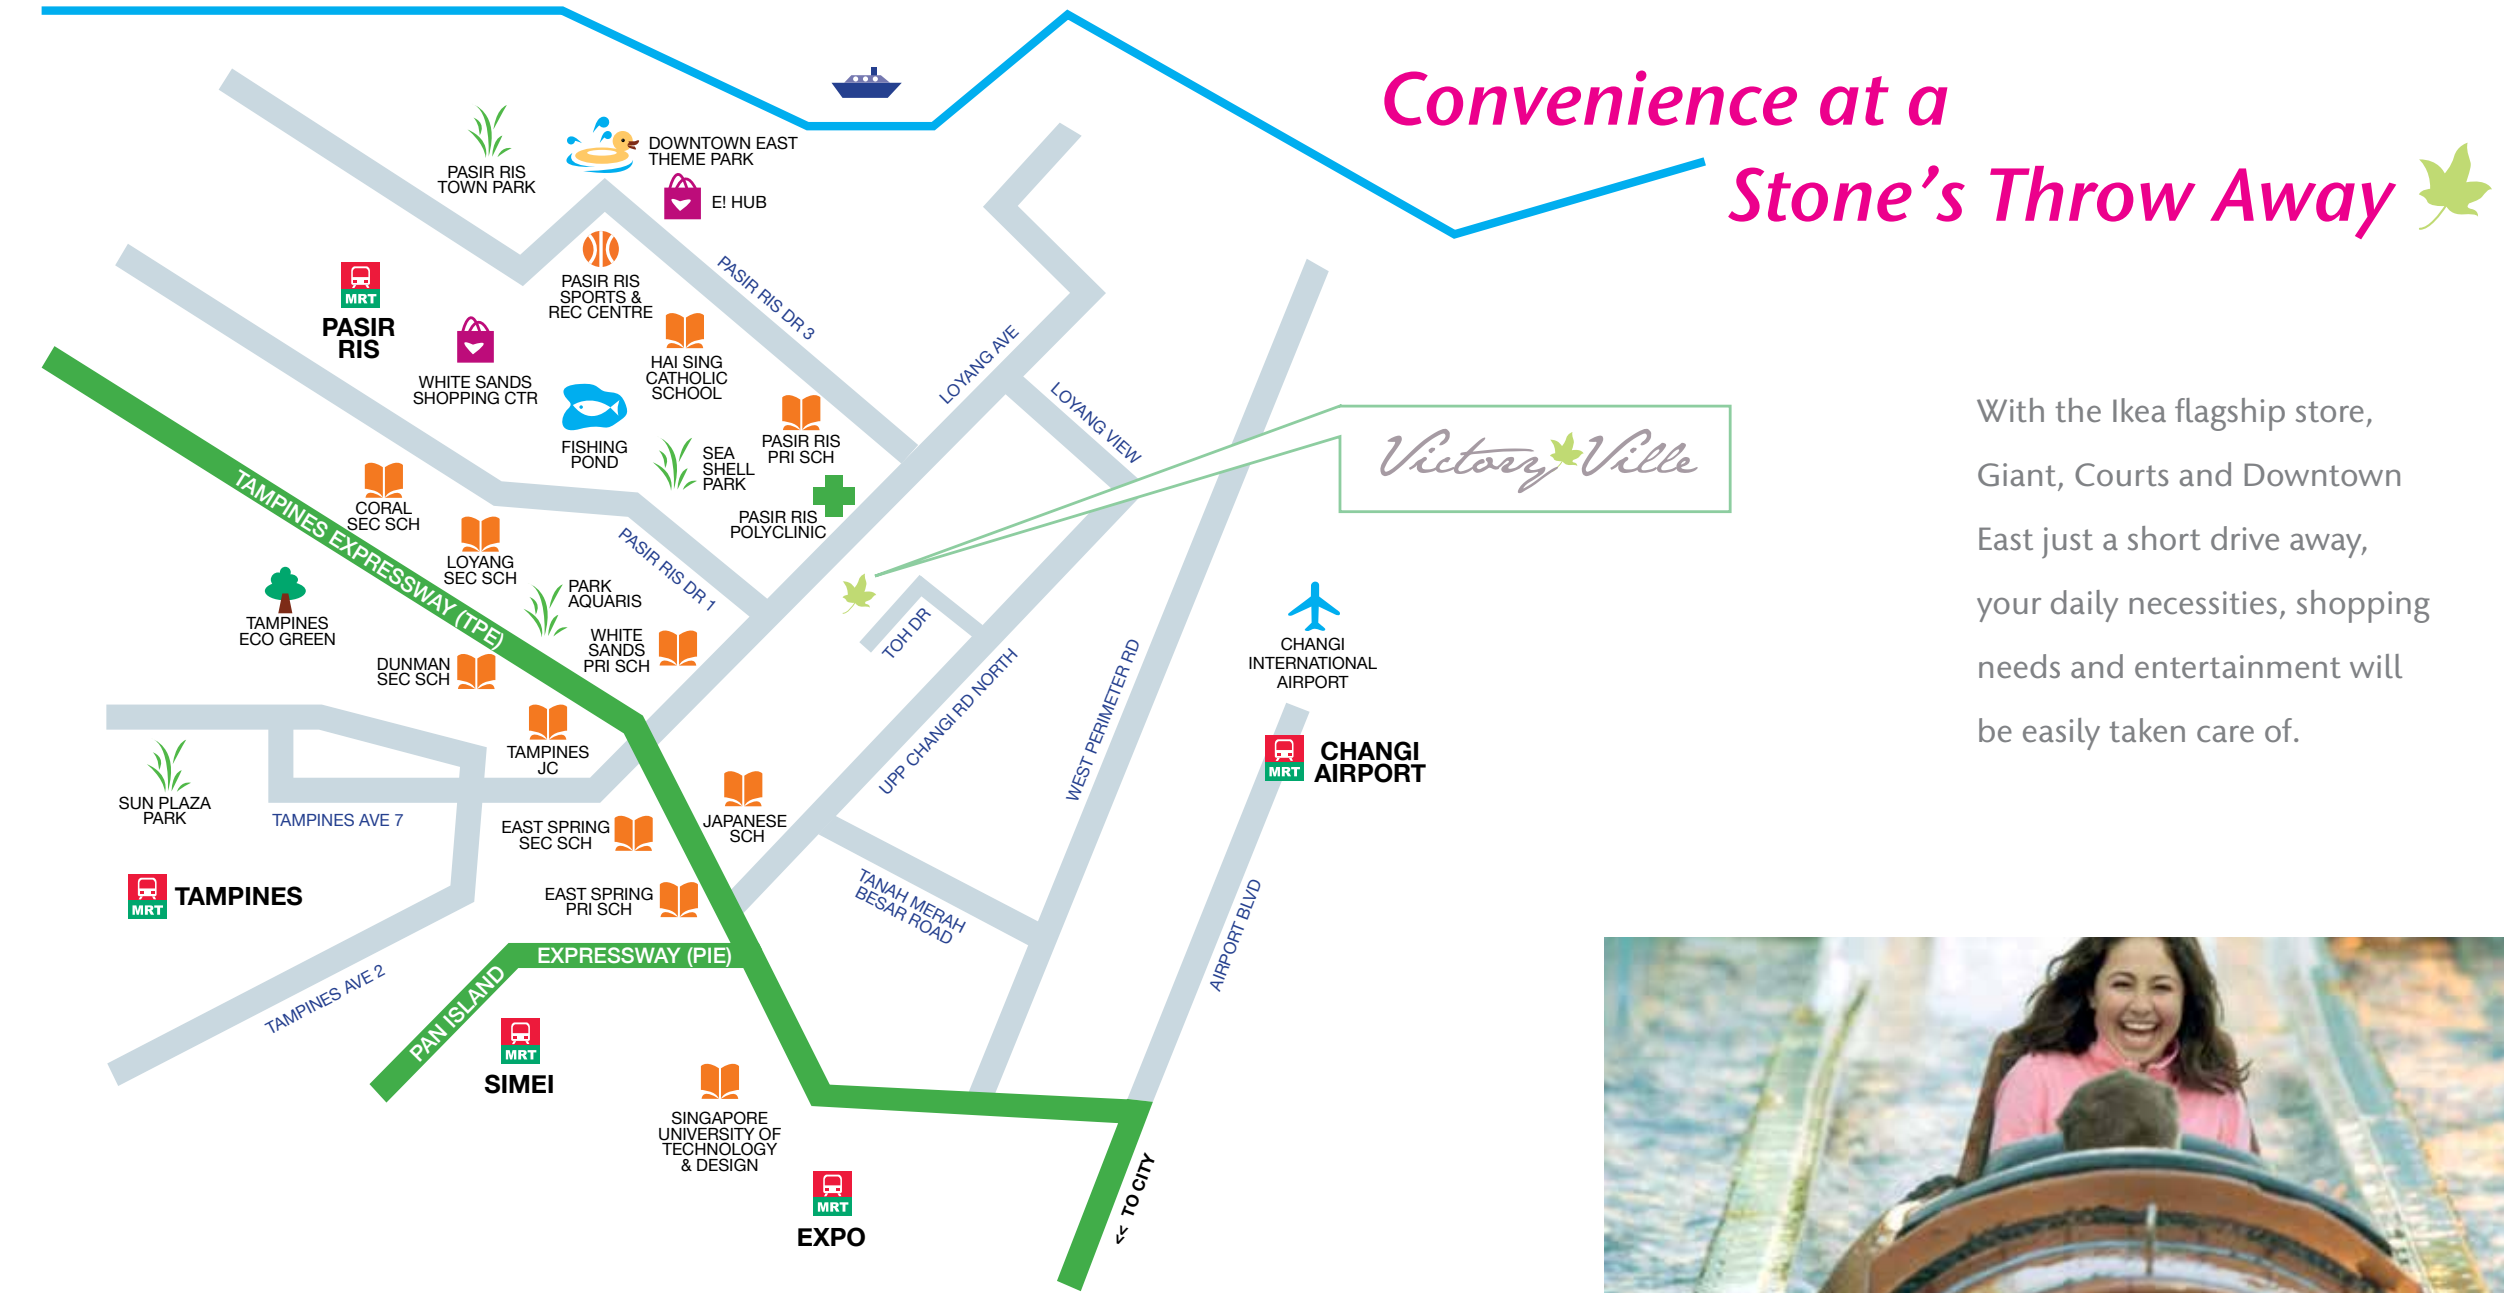 Convenience at a
Stone's Throw Away
With the Ikea flagship store,
Giant, Courts and Downtown
East just a short drive away,
your daily necessities, shopping
needs and entertainment will
be easily taken care of.
Victory Ville
PASIR RIS
TOWN PARK
DOWNTOWN EAST
THEME PARK
E! HUB
PASIR RIS
SPORTS &
REC CENTRE
PASIR RIS DR 3
MRT
PASIR
RIS
WHITE SANDS
SHOPPING CTR
HAI SING
CATHOLIC
SCHOOL
LOYANG AVE
LOYANG VIEW
FISHING
POND
SEA
SHELL
PARK
PASIR RIS
PRI SCH
PASIR RIS
POLYCLINIC
TAMPINES EXPRESSWAY (TPE)
CORAL
SEC SCH
LOYANG
SEC SCH
PASIR RIS DR 1
PARK
AQUARIS
TAMPINES
ECO GREEN
WHITE
SANDS
PRI SCH
DUNMAN
SEC SCH
TOH DR
UPP CHANGI RD NORTH
WEST PERIMETER RD
CHANGI
INTERNATIONAL
AIRPORT
MRT
CHANGI
AIRPORT
TAMPINES
JC
SUN PLAZA
PARK
TAMPINES AVE 7
EAST SPRING
SEC SCH
JAPANESE
SCH
MRT
TAMPINES
EAST SPRING
PRI SCH
TANAH MERAH
BESAR ROAD
AIRPORT BLVD
TAMPINES AVE 2
PAN ISLAND
EXPRESSWAY (PIE)
MRT
SIMEI
SINGAPORE
UNIVERSITY OF
TECHNOLOGY
& DESIGN
MRT
EXPO
<< TO CITY